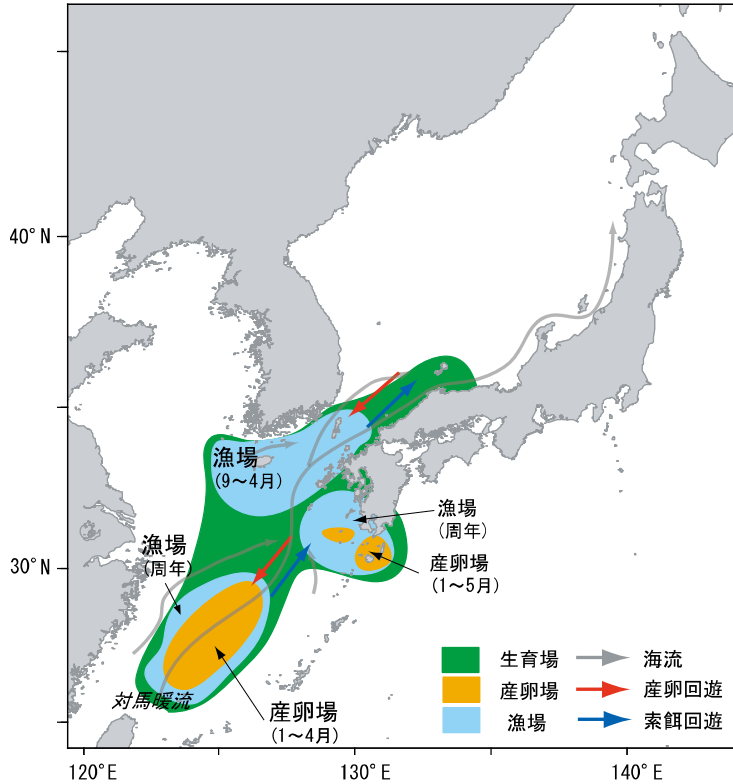 40°N
漁場
(9~4月)
漁場
(周年)
漁場
(周年)
産卵場
(1~5月)
30°N
対馬暖流
産卵場
(1~4月)
生育場
海流
産卵場
産卵回遊
漁場
索餌回遊
120°E
130°E
140°E